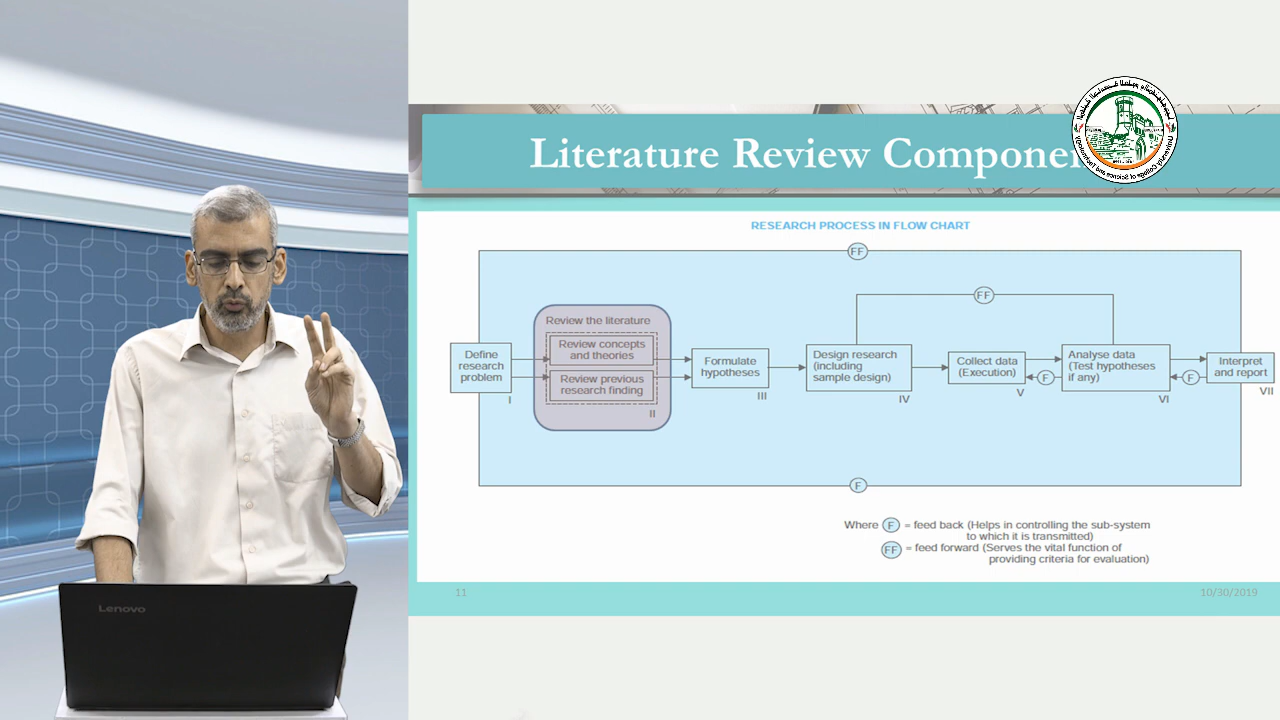 Literature Review Compone
RESEARCH PROCESS IN FLOW CHART
FF
FF
Review the literature
Review concepts
and theories
Review previous
research finding
II
Define
research
problem
I
Formulate
hypotheses
III
Design research
(including
sample design)
IV
Collect data
(Execution)
V
F
Analyse data
(Test hypotheses
if any)
VI
F
Interpret
and report
VII
F
Where F = feed back (Helps in controlling the sub-system
to which it is transmitted)
FF = feed forward (Serves the vital function of
providing criteria for evaluation)
11
10/30/2019
Lenovo